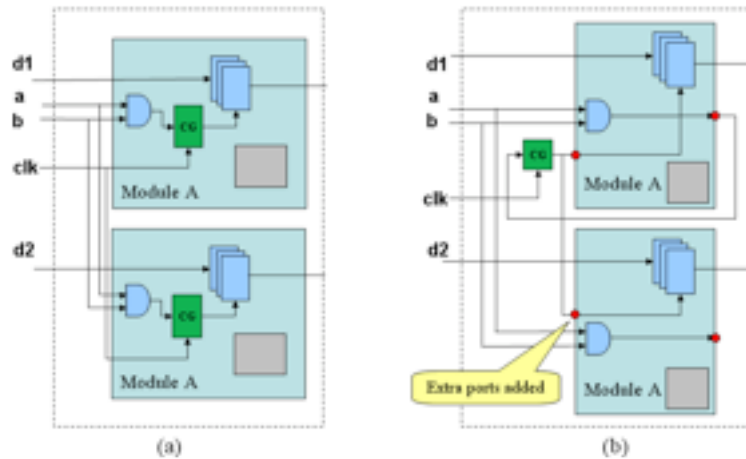 d1
a
b
CG
clk
Module A
d2
CG
Module A
(a)
d1
a
b
CG
clk
Module A
d2
Extra ports added
Module A
(b)